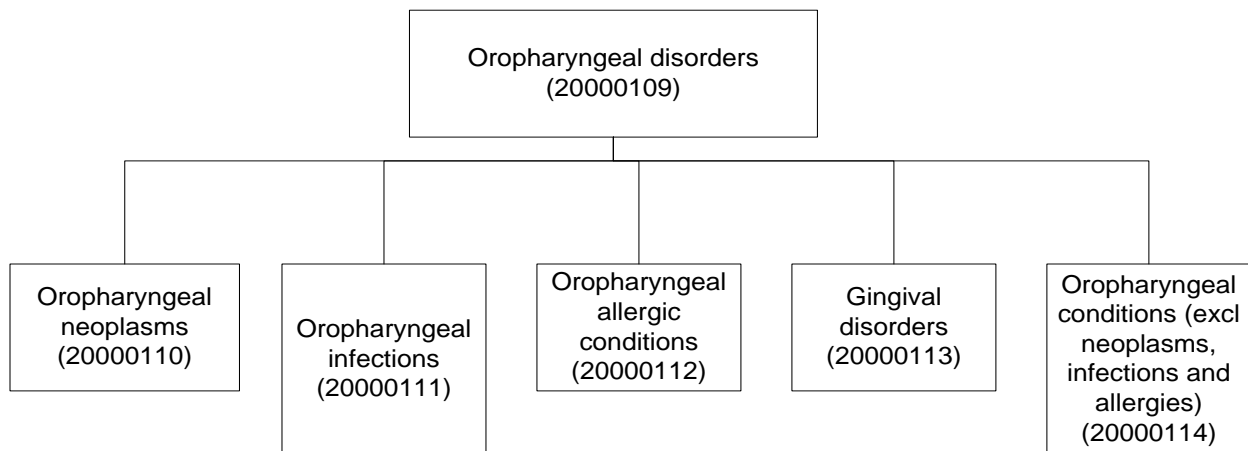 Oropharyngeal disorders
(20000109)
Oropharyngeal
neoplasms
(20000110)
Oropharyngeal
infections
(20000111)
Oropharyngeal
allergic
conditions
(20000112)
Gingival
disorders
(20000113)
Oropharyngeal
conditions (excl
neoplasms,
infections and
allergies)
(20000114)